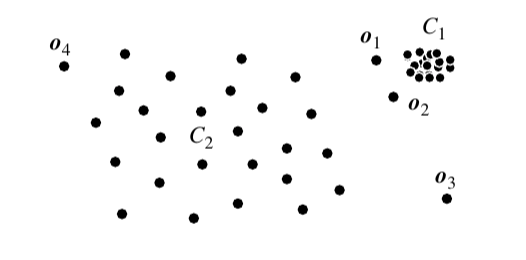 C₁
o₁
o₄
o₂
C₂
o₃